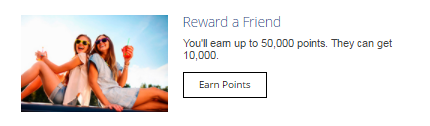 Reward a Friend
You'll earn up to 50,000 points. They can get
10,000.
Earn Points